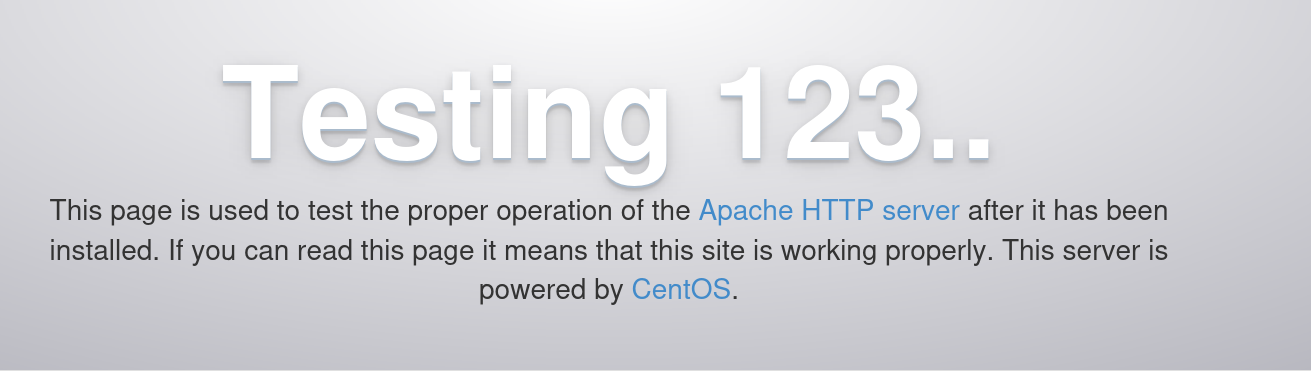 Testing 123..
This page is used to test the proper operation of the Apache HTTP server after it has been
installed. If you can read this page it means that this site is working properly. This server is
powered by CentOS.